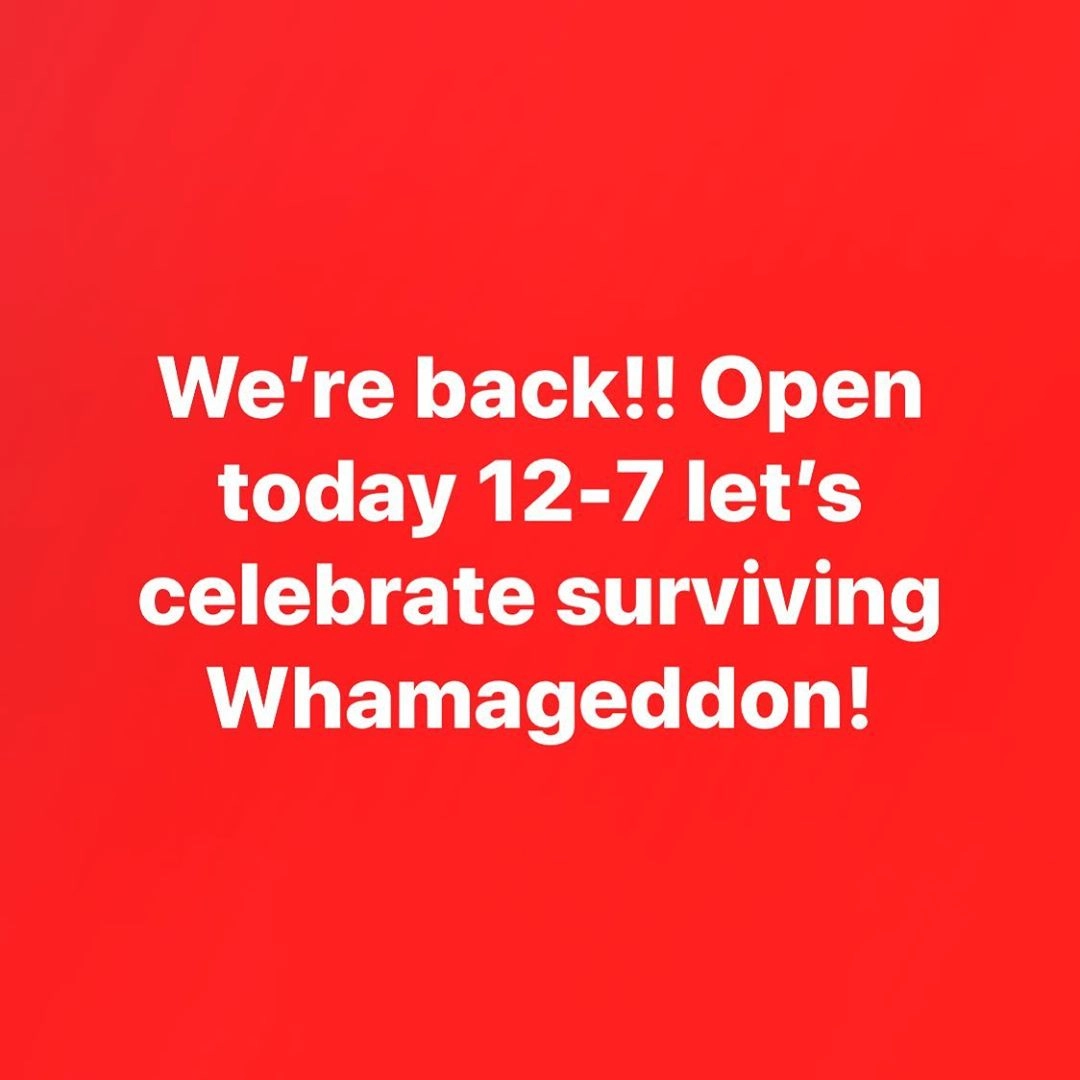 We’re back!! Open
today 12-7 let’s
celebrate surviving
Whamageddon!